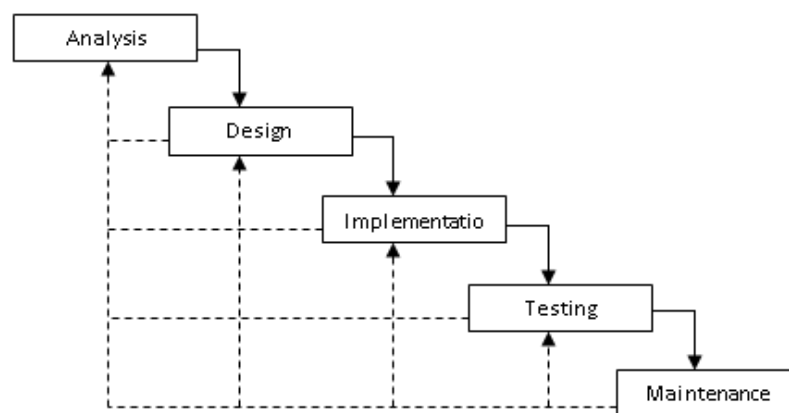 Analysis
Design
Implementatio
Testing
Maintenance